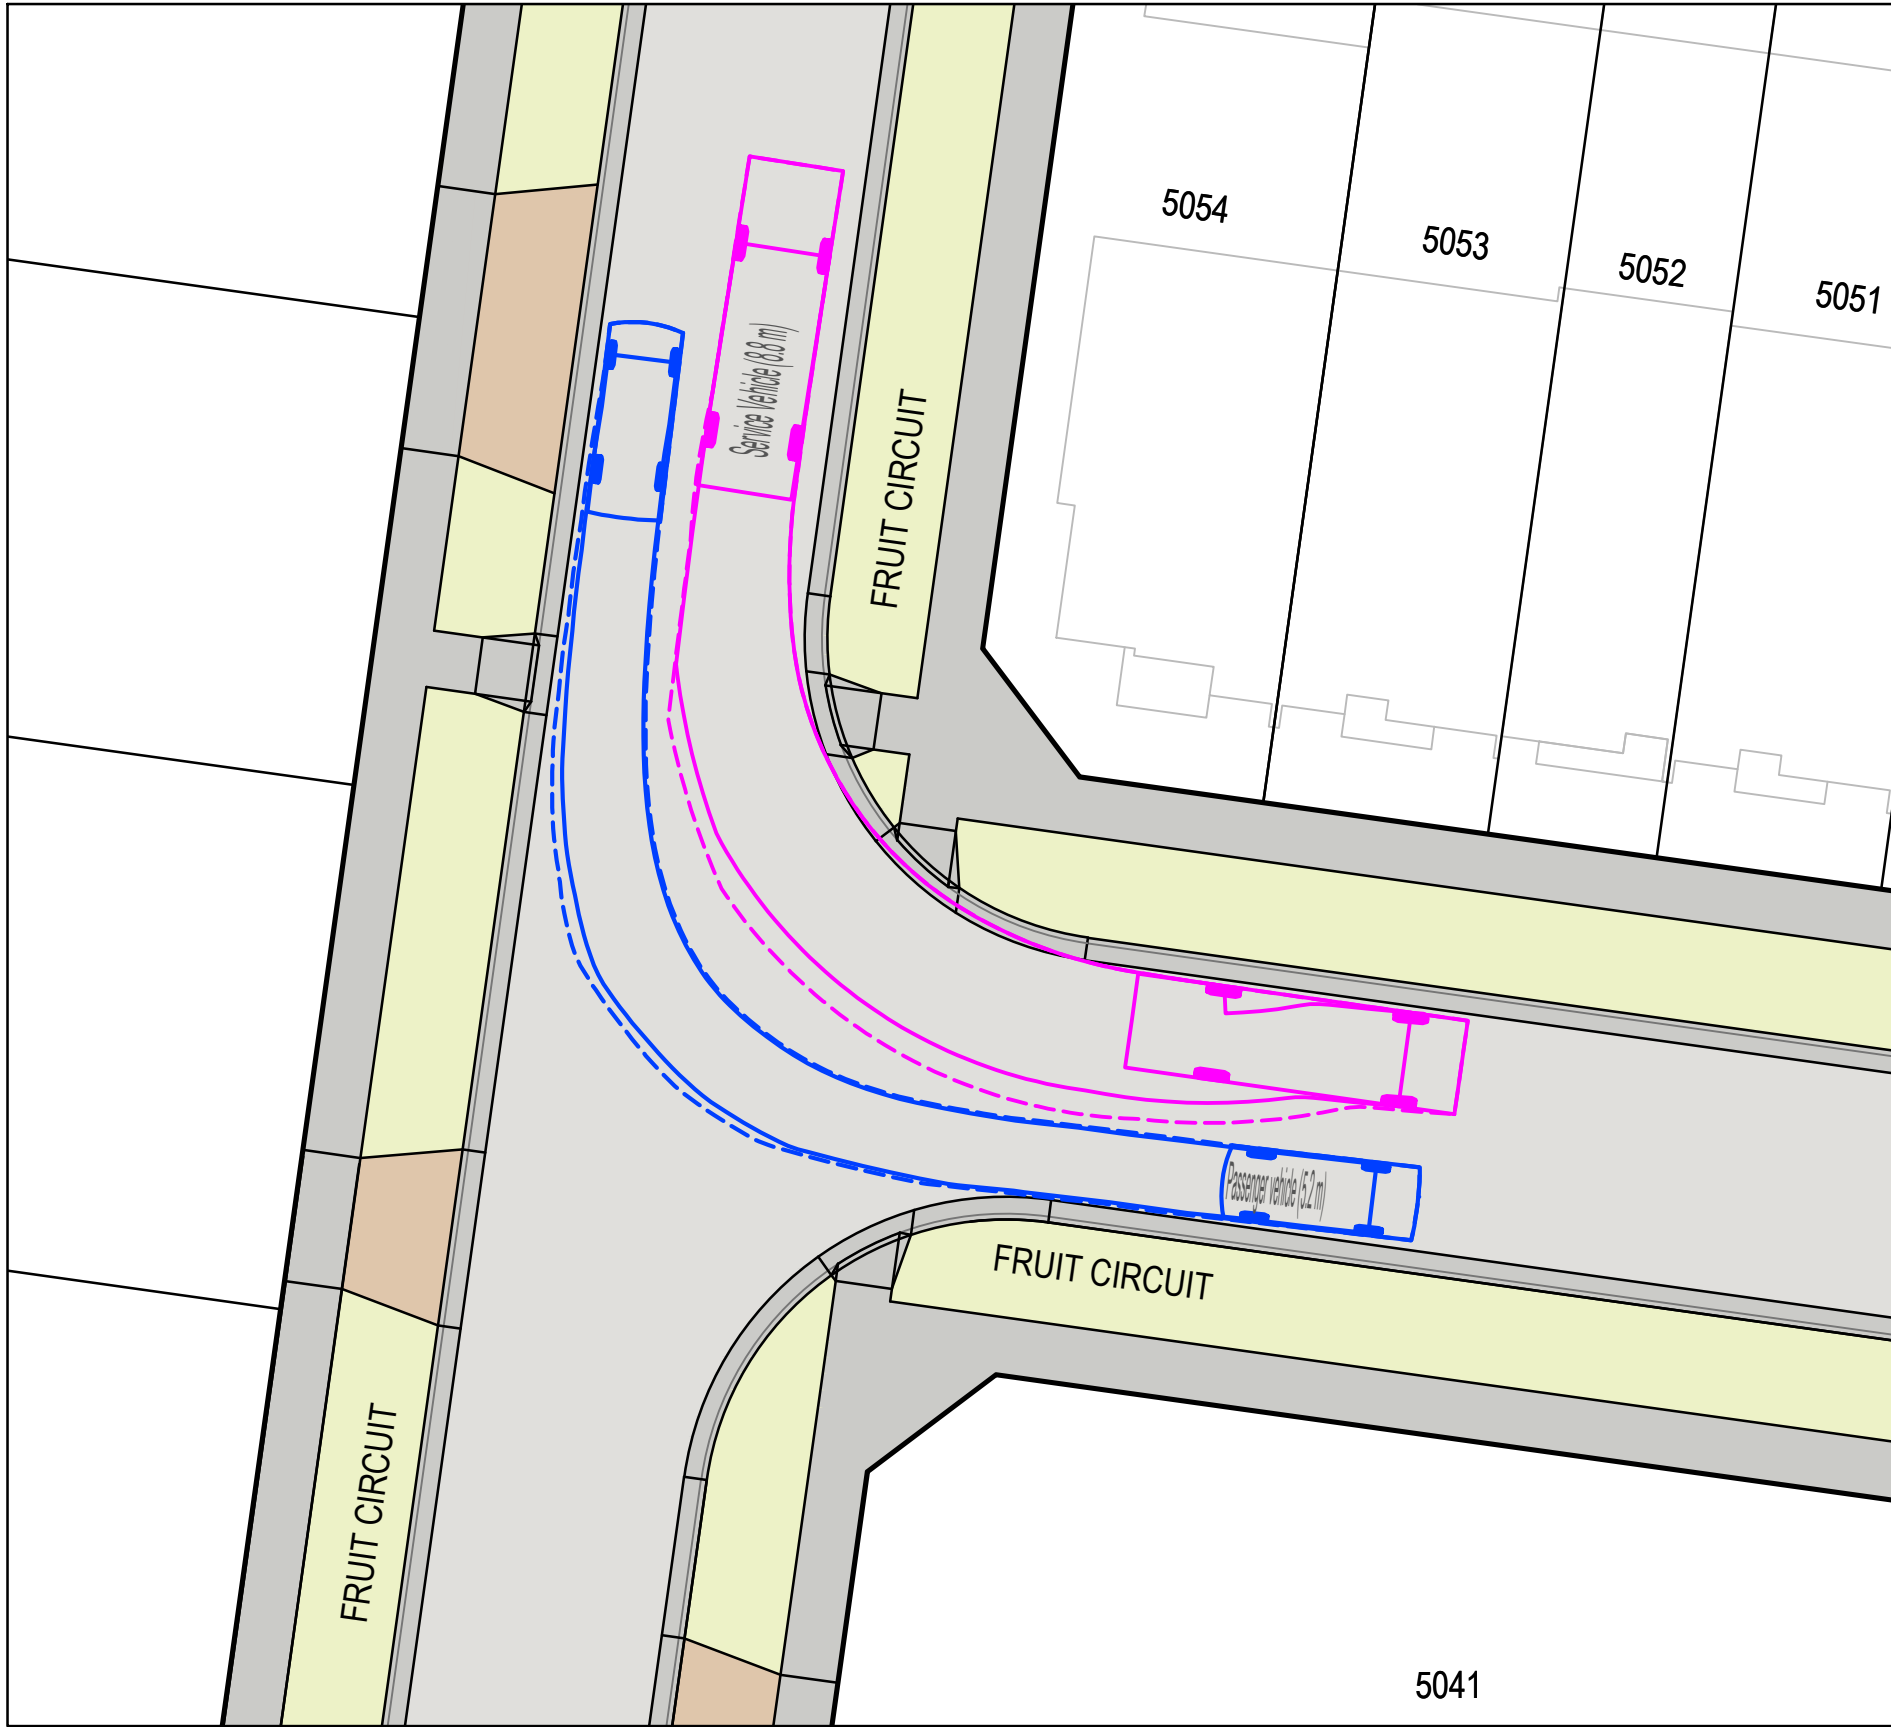 5054
5053
5052
5051
Service Vehicle (8.8 m)
FRUIT CIRCUIT
Passenger vehicle (5.2 m)
FRUIT CIRCUIT
FRUIT CIRCUIT
5041